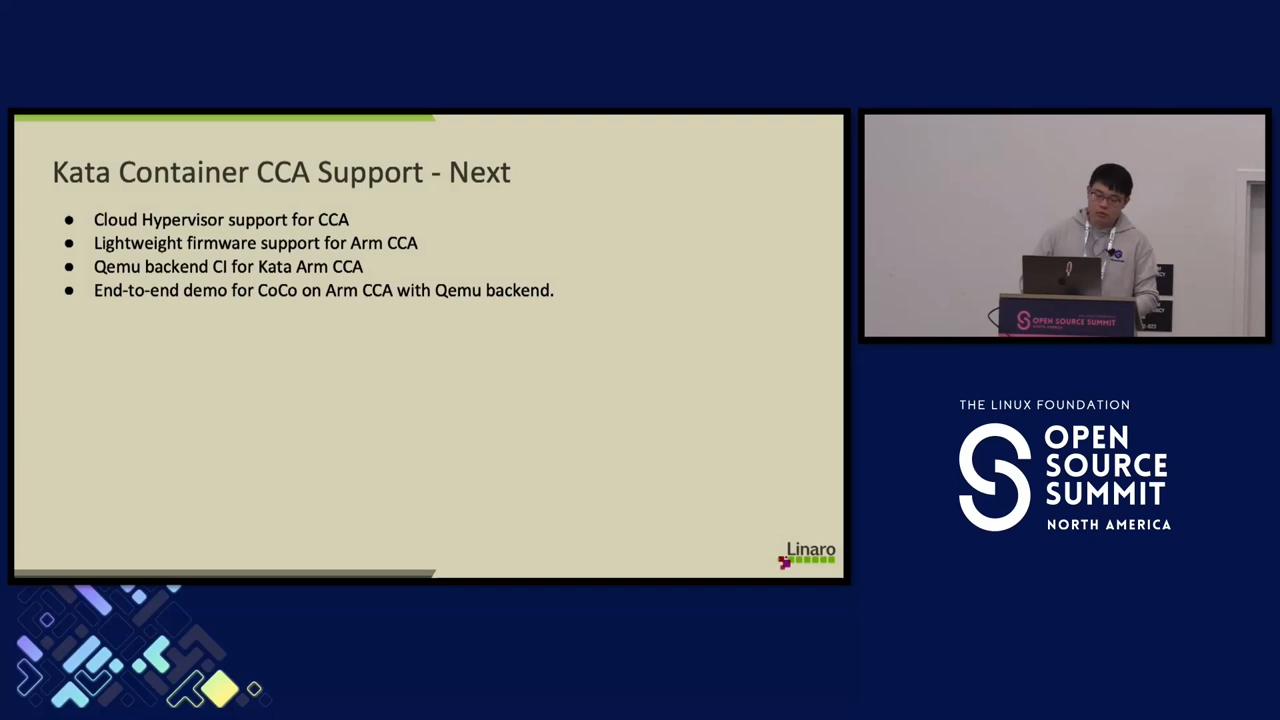 Kata Container CCA Support - Next
● Cloud Hypervisor support for CCA
● Lightweight firmware support for Arm CCA
● Qemu backend CI for Kata Arm CCA
● End-to-end demo for CoCo on Arm CCA with Qemu backend.
Linaro
OPEN SOURCE SUMMIT
THE LINUX FOUNDATION
OPEN
SOURCE
SUMMIT
NORTH AMERICA